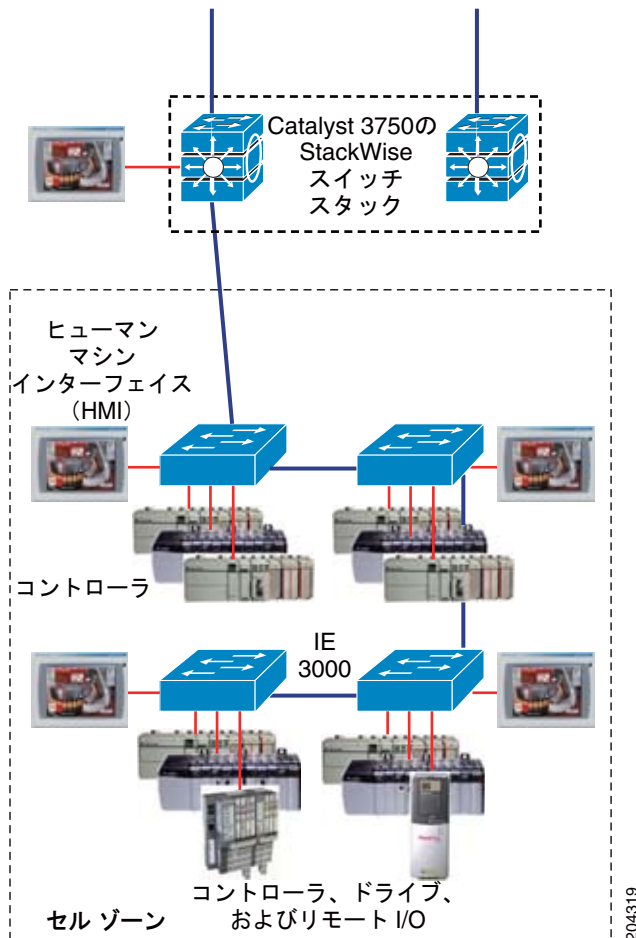 Catalyst 3750の
StackWise
スイッチ
スタック
ヒューマン
マシン
インターフェイス
（HMI）
コントローラ
IE
3000
コントローラ、ドライブ、
およびリモート I/O
セル ゾーン
204319